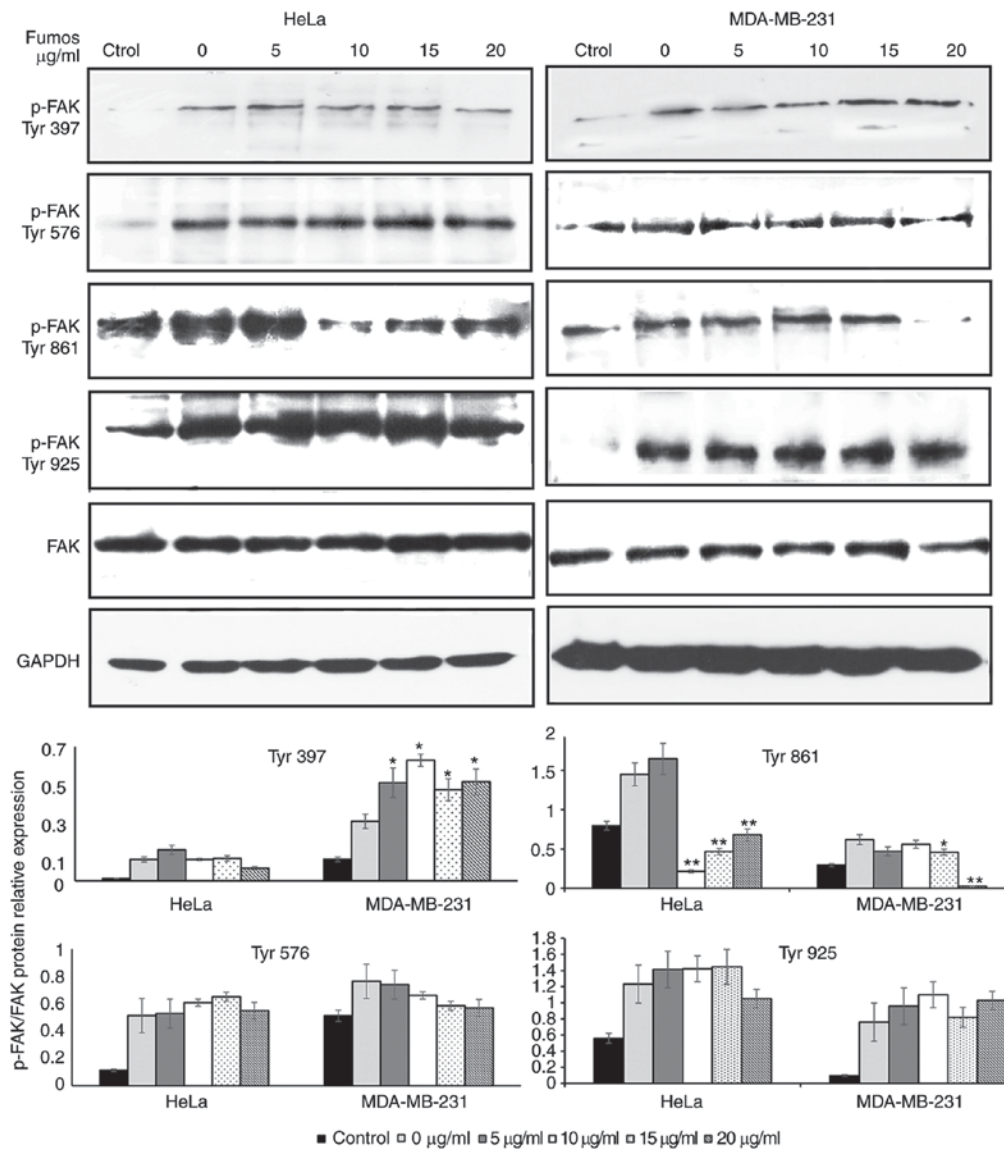 HeLa MDA-MB-231
Fumos
µg/ml
Ctrol 0 5 10 15 20 Ctrol 0 5 10 15 20
p-FAK
Tyr 397
p-FAK
Tyr 576
p-FAK
Tyr 861
p-FAK
Tyr 925
FAK
GAPDH
p-FAK/FAK protein relative expression
Tyr 397
0.7
0.5
0.3
0.1
0
* * * *
HeLa MDA-MB-231
Tyr 861
2
1.5
1
0.5
0
** ** ** * **
HeLa MDA-MB-231
Tyr 576
1
0.8
0.6
0.4
0.2
0
HeLa MDA-MB-231
Tyr 925
1.8
1.6
1.4
1.2
1
0.8
0.6
0.4
0.2
0
HeLa MDA-MB-231
Control 0 µg/ml 5 µg/ml 10 µg/ml 15 µg/ml 20 µg/ml